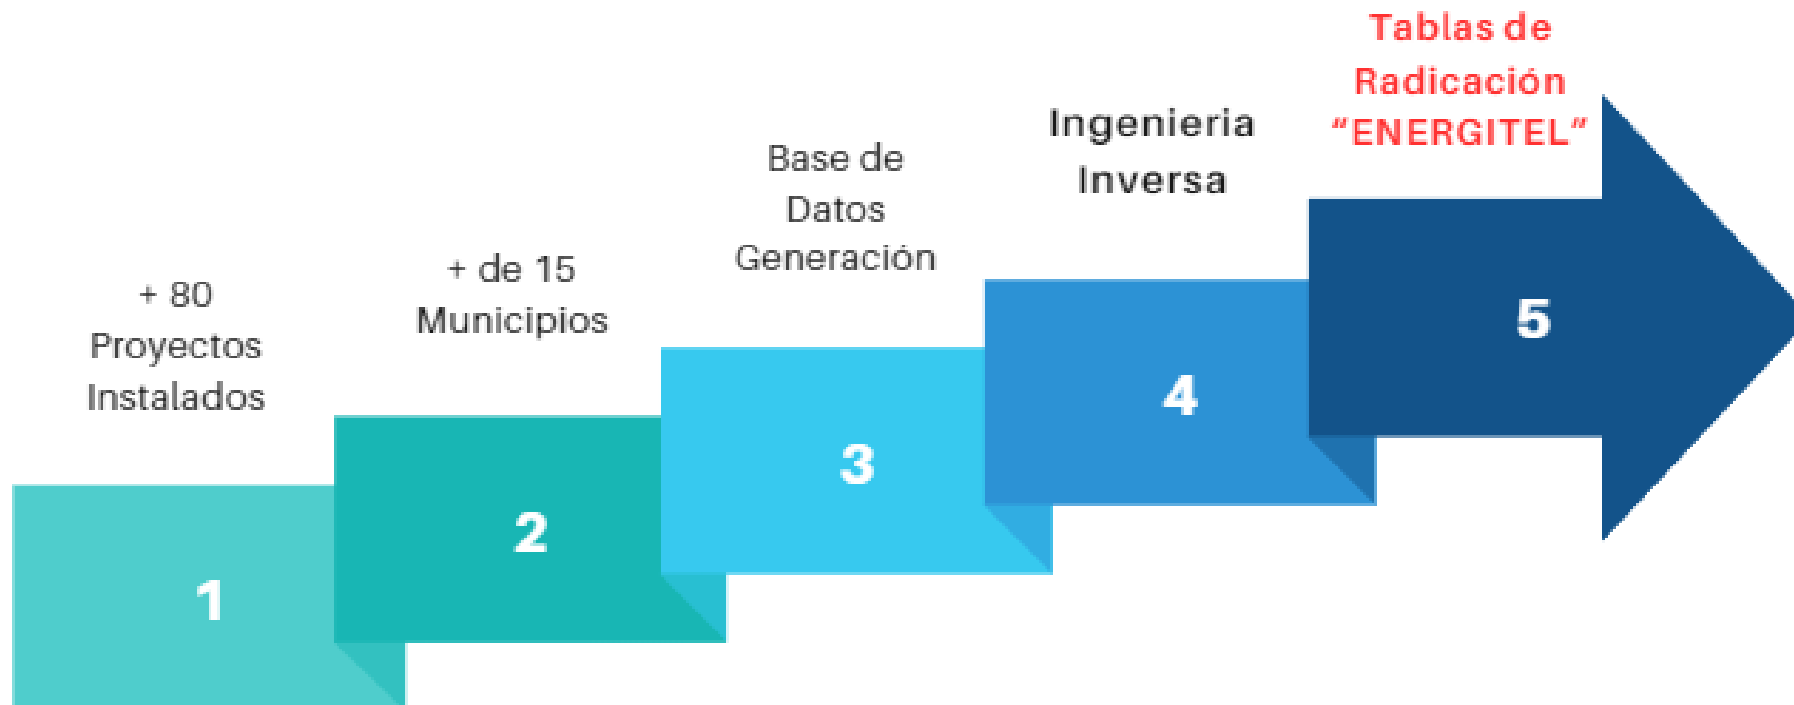 + 80
Proyectos
Instalados
1
+ de 15
Municipios
2
Base de
Datos
Generación
3
Ingenieria
Inversa
4
Tablas de
Radicación
“ENERGITEL”
5